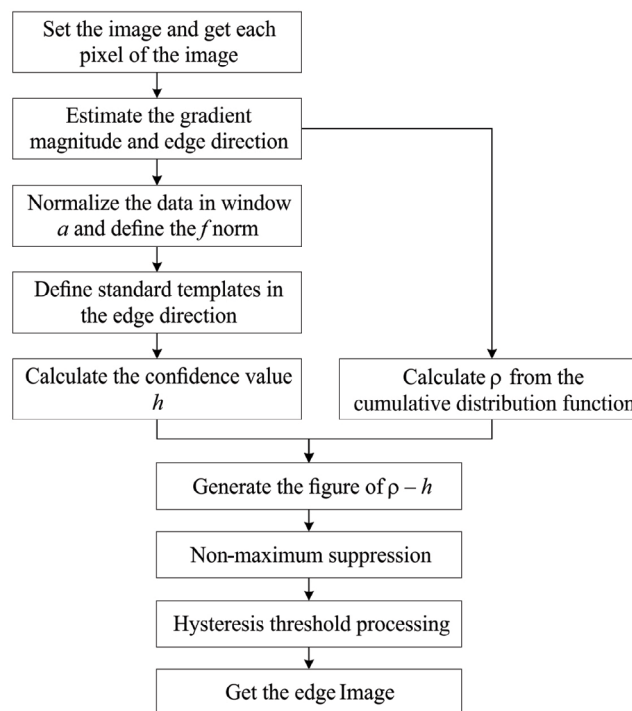 Set the image and get each
pixel of the image
Estimate the gradient
magnitude and edge direction
Normalize the data in window
a and define the f norm
Define standard templates in
the edge direction
Calculate the confidence value
h
Calculate ρ from the
cumulative distribution function
Generate the figure of ρ – h
Non-maximum suppression
Hysteresis threshold processing
Get the edge Image